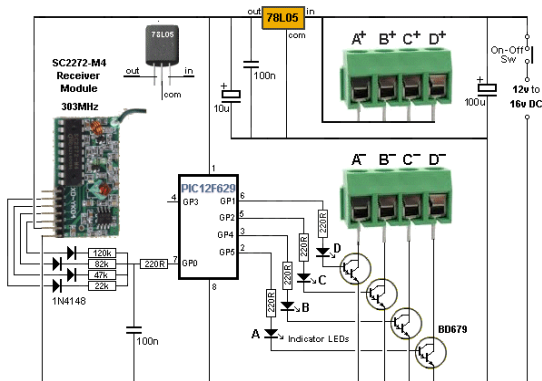 out
78L05
in
com
A+ B+ C+ D+
On-Off
Sw
12v to
16v DC
78L05
out
in
com
100n
10u
100u
SC2272-M4
Receiver
Module
303MHz
XD-YK04
PIC12F629
1
GP3
4
GP1
6
GP2
5
GP4
3
GP5
2
GP0
7
8
220R
220R
220R
220R
220R
A- B- C- D-
D
C
B
A
Indicator LEDs
BD679
120k
82k
47k
22k
1N4148
100n